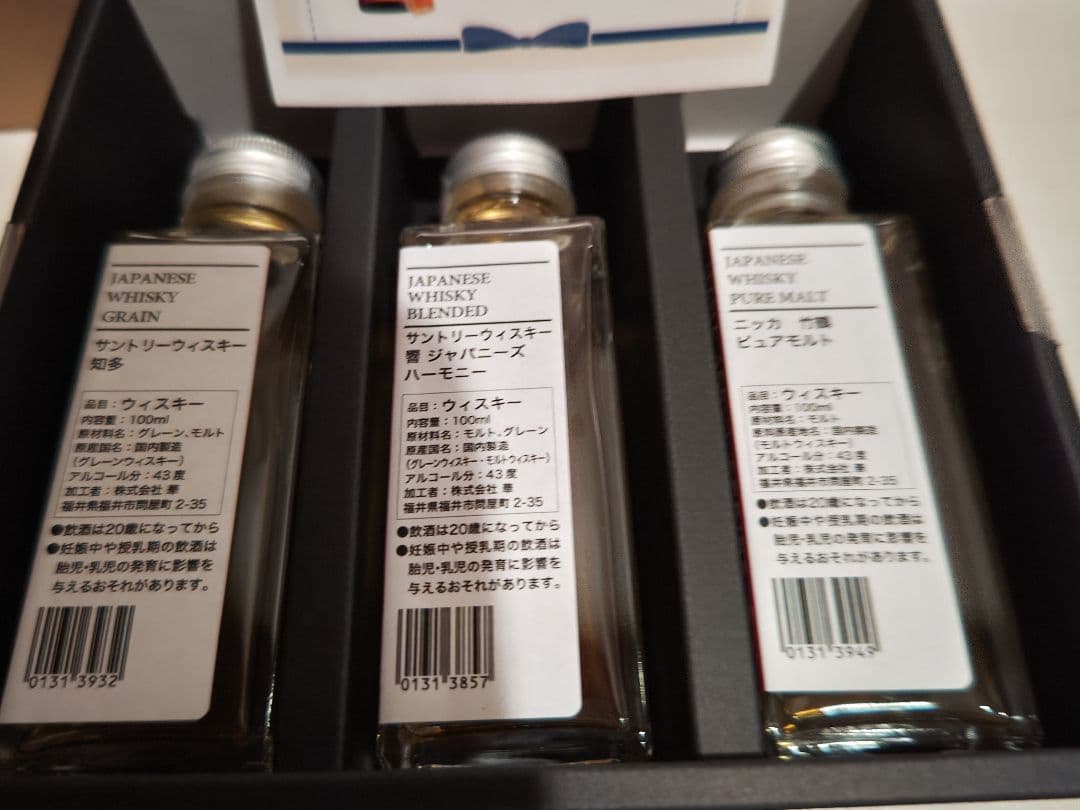 JAPANESE
WHISKY
GRAIN
サントリーウィスキー
知多
品目：ウィスキー
内容量：100ml
原材料名：グレーン、モルト
原産国名：国内製造
（グレーンウィスキー）
アルコール分：43度
加工者：株式会社 華
福井県福井市問屋町 2-35
●飲酒は20歳になってから
●妊娠中や授乳期の飲酒は
胎児・乳児の発育に影響を
与えるおそれがあります。
0131 3932
JAPANESE
WHISKY
BLENDED
サントリーウィスキー
響 ジャパニーズ
ハーモニー
品目：ウィスキー
内容量：100ml
原材料名：モルト、グレーン
原産国名：国内製造
（グレーンウィスキー・モルトウィスキー）
アルコール分：43度
加工者：株式会社 華
福井県福井市問屋町 2-35
●飲酒は20歳になってから
●妊娠中や授乳期の飲酒は
胎児・乳児の発育に影響を
与えるおそれがあります。
0131 3857
JAPANESE
WHISKY
PURE MALT
ニッカ 竹鶴
ピュアモルト
品目：ウィスキー
内容量：100ml
原材料名：モルト
国内製造
（モルトウィスキー）
アルコール分：43度
加工者：株式会社 華
福井県福井市問屋町 2-35
●飲酒は20歳になってから
●妊娠中や授乳期の飲酒は
胎児・乳児の発育に影響を
与えるおそれがあります。
0131 3949